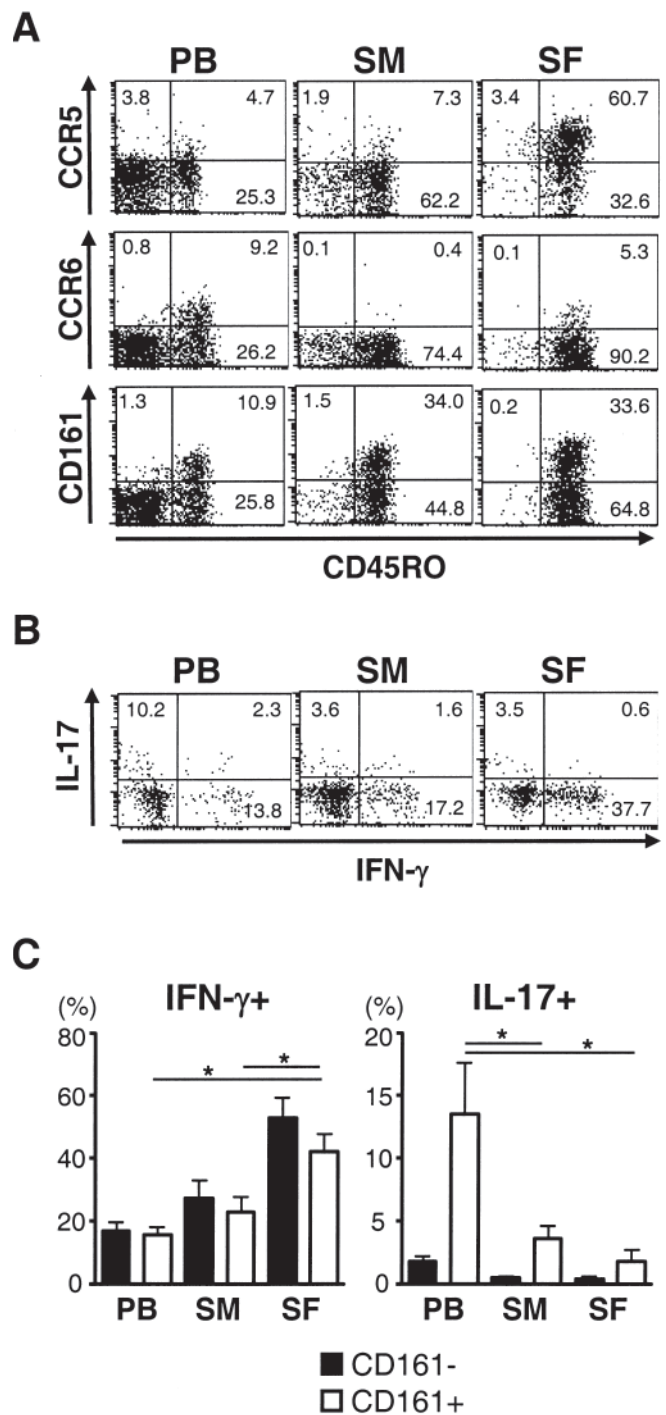 A
PB SM SF
CCR5
3.8 4.7 1.9 7.3 3.4 60.7
25.3 62.2 32.6
CCR6
0.8 9.2 0.1 0.4 0.1 5.3
26.2 74.4 90.2
CD161
1.3 10.9 1.5 34.0 0.2 33.6
25.8 44.8 64.8
CD45RO
B
PB SM SF
IL-17
10.2 2.3 3.6 1.6 3.5 0.6
13.8 17.2 37.7
IFN-γ
C
(%) IFN-γ+ (%) IL-17+
80 20
* * * *
60 15
40 10
20 5
0 0
PB SM SF PB SM SF
CD161-
CD161+